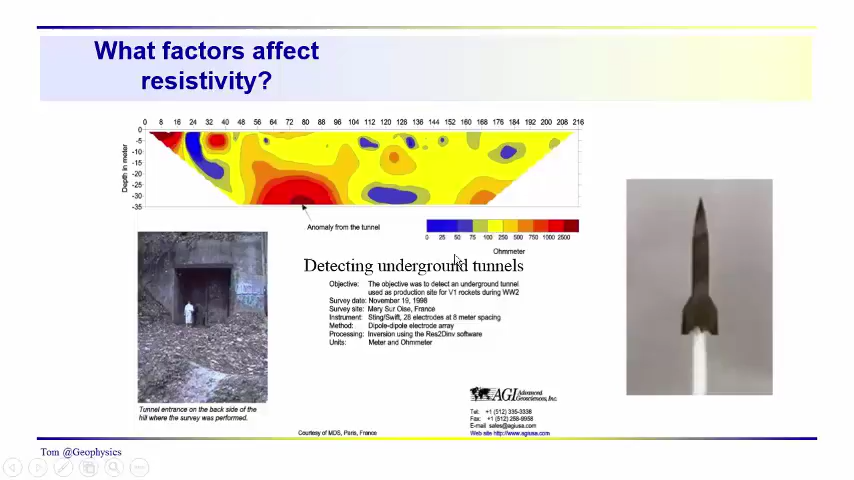 What factors affect
resistivity?
0 8 16 24 32 40 48 56 64 72 80 88 96 104 112 120 128 136 144 152 160 168 176 184 192 200 208 216
Depth in meter
0
-5
-10
-15
-20
-25
-30
-35
Anomaly from the tunnel
0 25 50 75 100 250 500 750 1000 2500
Ohmmeter
Detecting underground tunnels
Objective: The objective was to detect an underground tunnel
used as production site for V1 rockets during WW2
Survey date: November 19, 1998
Survey site: Mery Sur Oise, France
Instrument: Sting/Swift, 28 electrodes at 8 meter spacing
Method: Dipole-dipole electrode array
Processing: Inversion using the Res2Dinv software
Units: Meter and Ohmmeter
Tunnel entrance on the back side of the
hill where the survey was performed.
AGI Advanced
Geosciences, Inc.
Tel: +1 (512) 335-3338
Fax: +1 (512) 258-9958
E-mail sales@agiusa.com
Web site http://www.agiusa.com
Courtesy of MDS, Paris, France
Tom @Geophysics